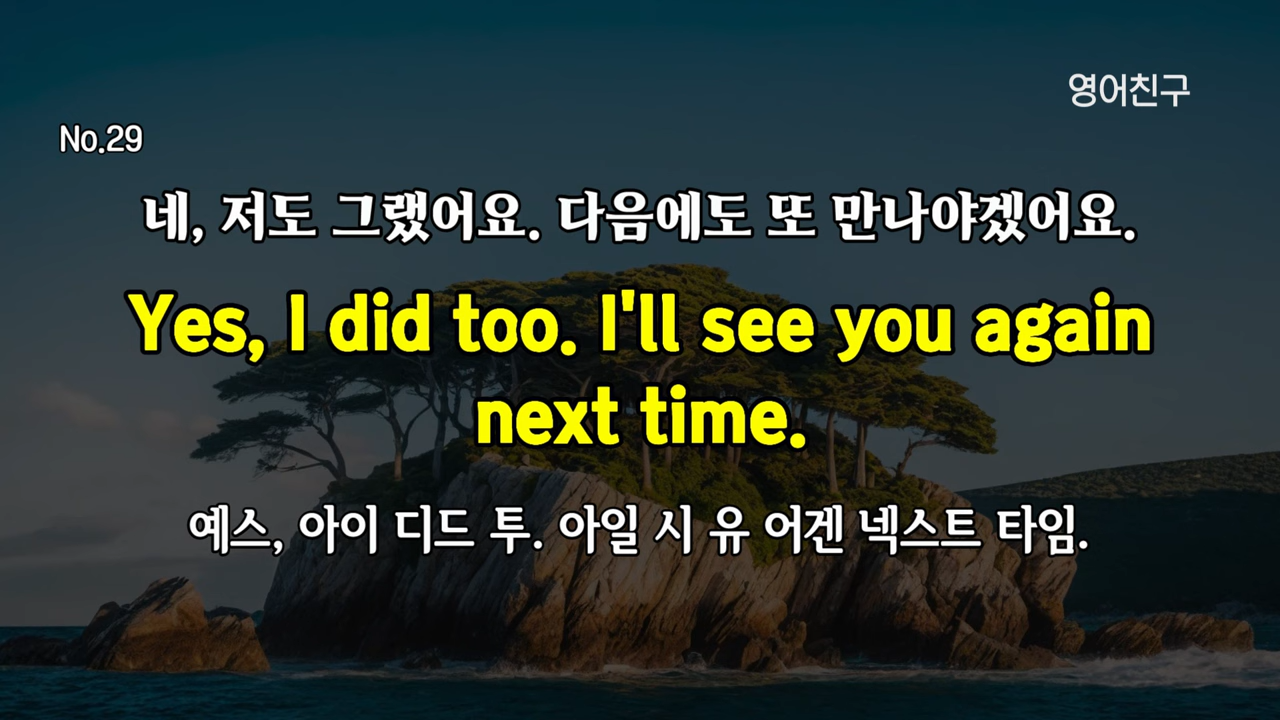 영어친구
No.29
네, 저도 그랬어요. 다음에도 또 만나야겠어요.
Yes, I did too. I'll see you again
next time.
예스, 아이 디드 투. 아일 시 유 어겐 넥스트 타임.